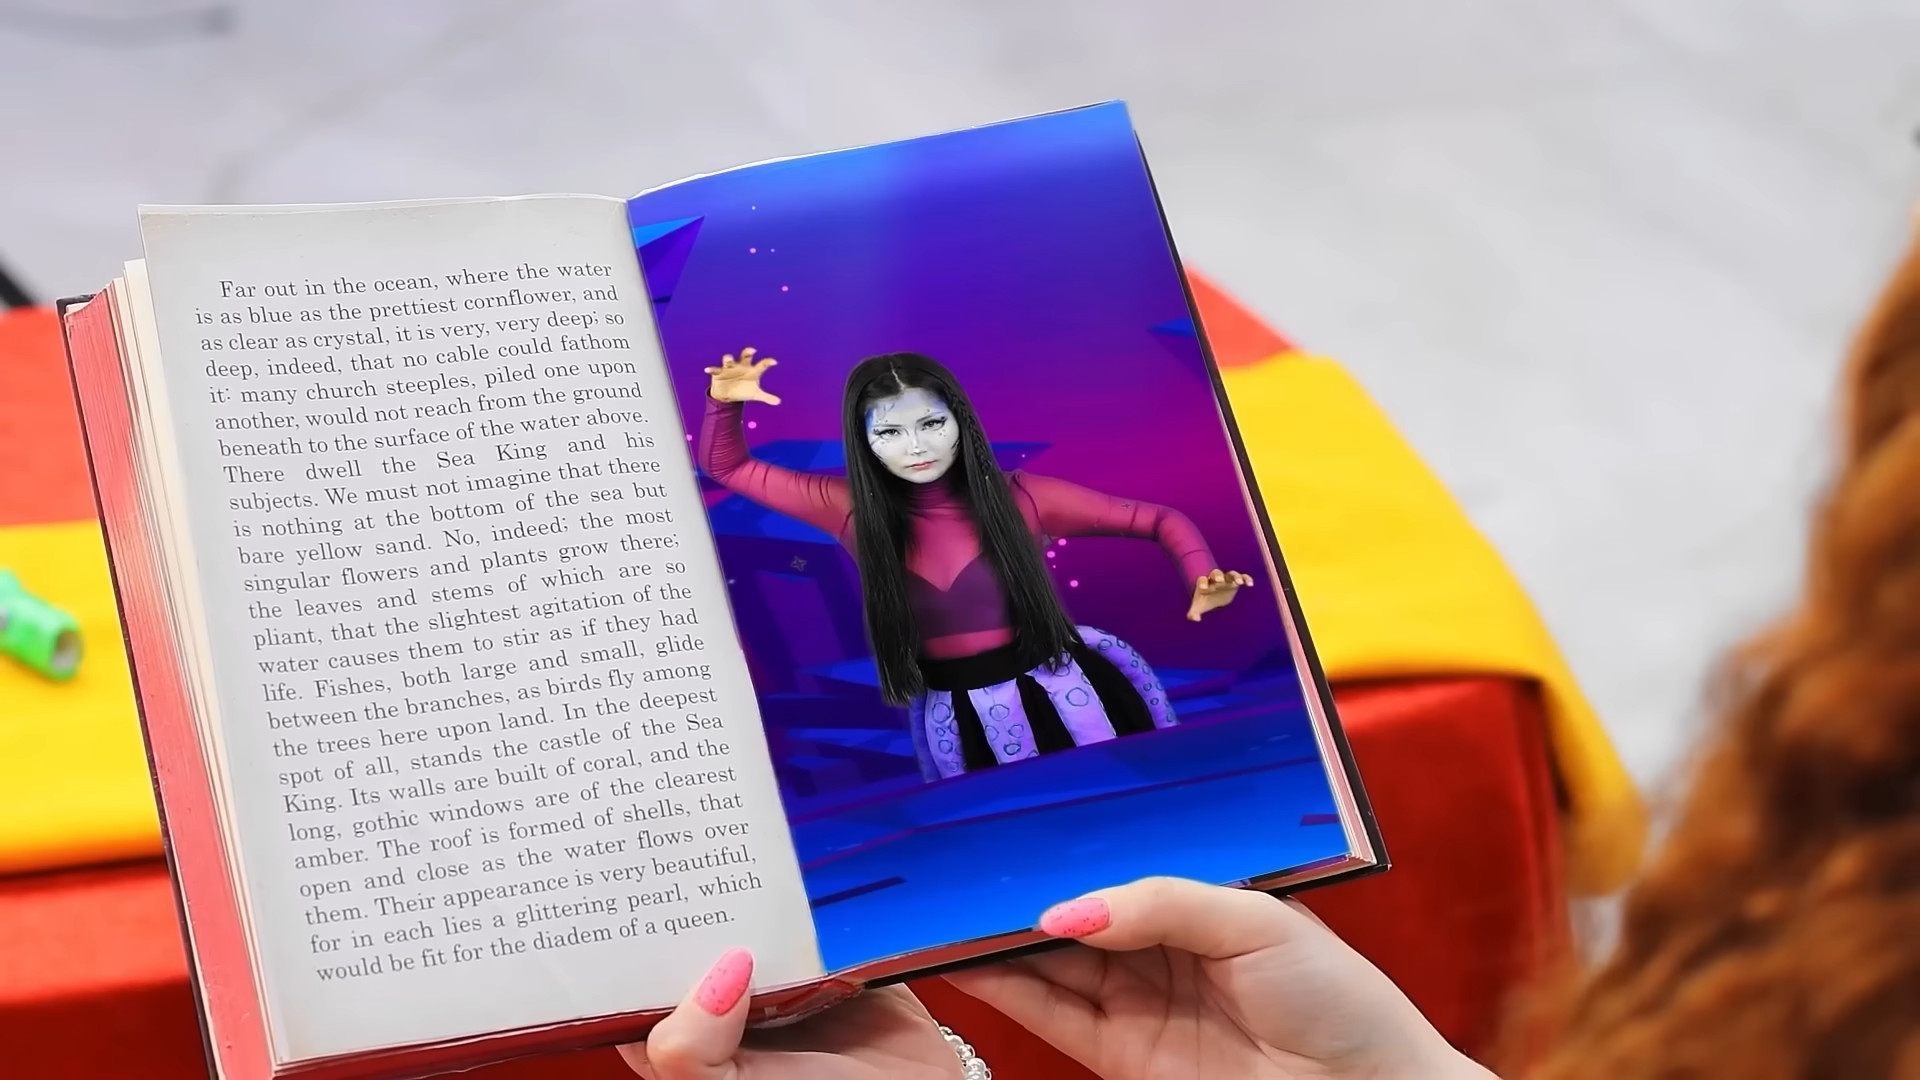 Far out in the ocean, where the water
is as blue as the prettiest cornflower, and
as clear as crystal, it is very, very deep; so
deep, indeed, that no cable could fathom
it: many church steeples, piled one upon
another, would not reach from the ground
beneath to the surface of the water above.
There dwell the Sea King and his
subjects. We must not imagine that there
is nothing at the bottom of the sea but
bare yellow sand. No, indeed; the most
singular flowers and plants grow there;
the leaves and stems of which are so
pliant, that the slightest agitation of the
water causes them to stir as if they had
life. Fishes, both large and small, glide
between the branches, as birds fly among
the trees here upon land. In the deepest
spot of all, stands the castle of the Sea
King. Its walls are built of coral, and the
long, gothic windows are of the clearest
amber. The roof is formed of shells, that
open and close as the water flows over
them. Their appearance is very beautiful,
for in each lies a glittering pearl, which
would be fit for the diadem of a queen.